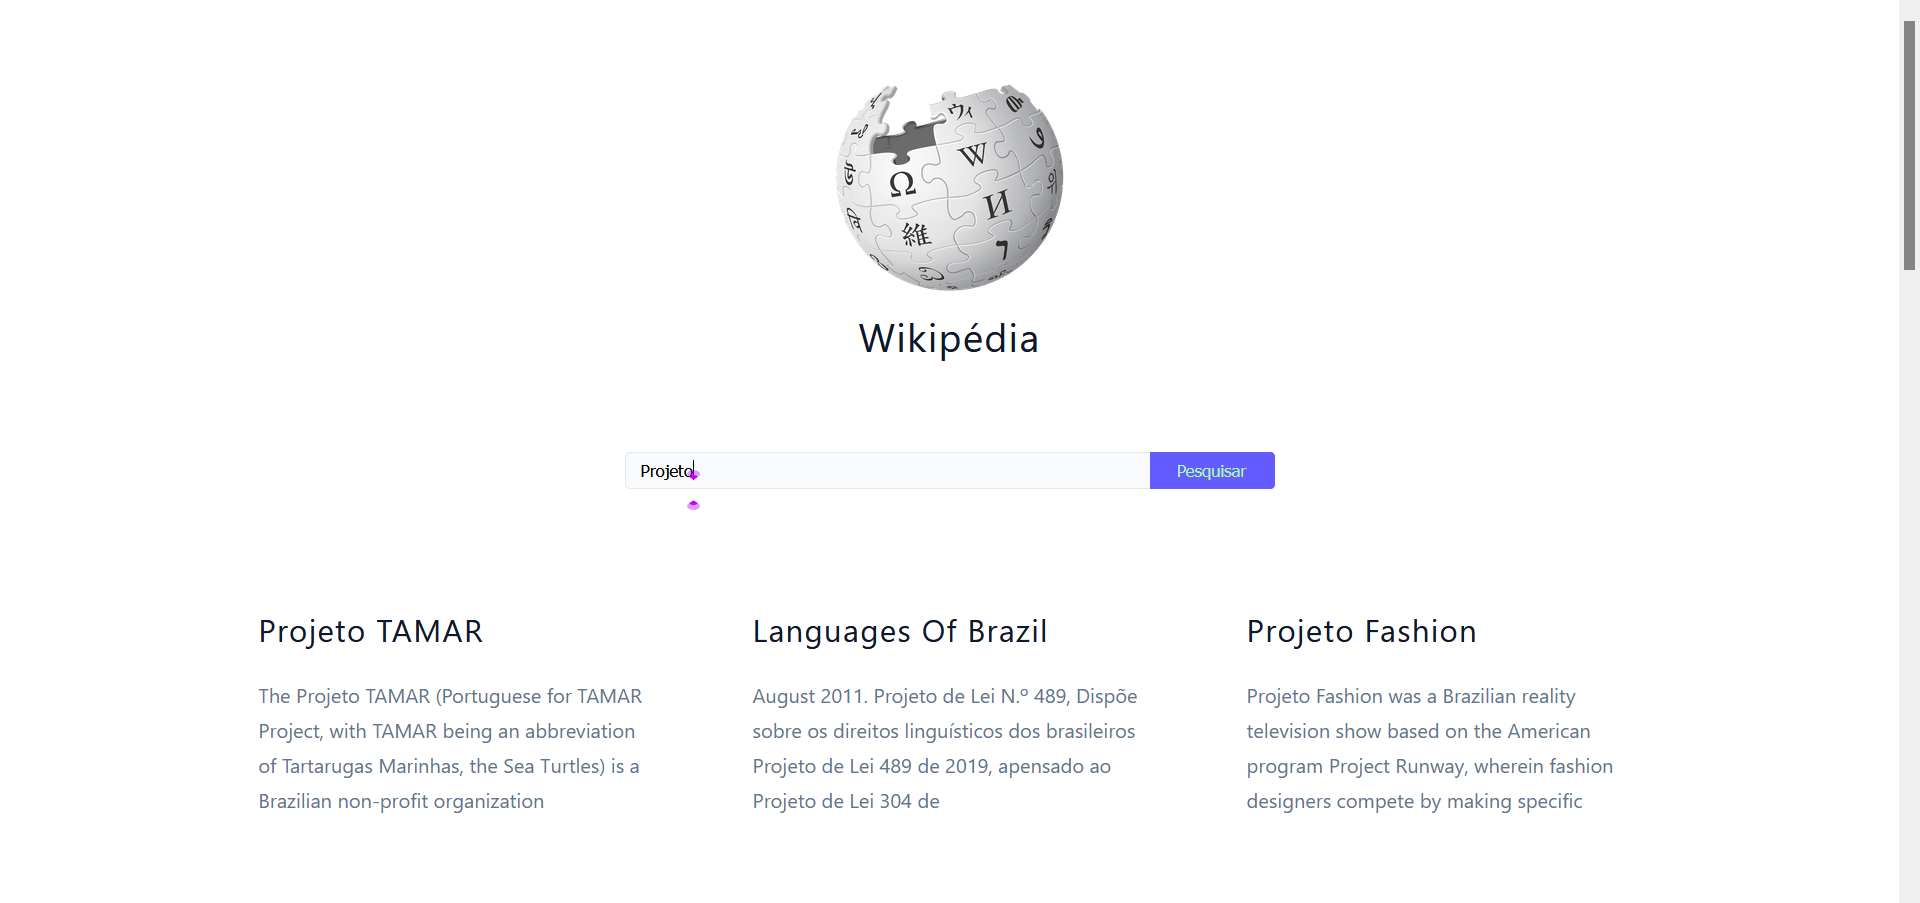 ウィ
W
Ω
И
維
ו
Wikipédia
Projeto
Pesquisar
Projeto TAMAR
The Projeto TAMAR (Portuguese for TAMAR
Project, with TAMAR being an abbreviation
of Tartarugas Marinhas, the Sea Turtles) is a
Brazilian non-profit organization
Languages Of Brazil
August 2011. Projeto de Lei N.º 489, Dispõe
sobre os direitos linguísticos dos brasileiros
Projeto de Lei 489 de 2019, apensado ao
Projeto de Lei 304 de
Projeto Fashion
Projeto Fashion was a Brazilian reality
television show based on the American
program Project Runway, wherein fashion
designers compete by making specific